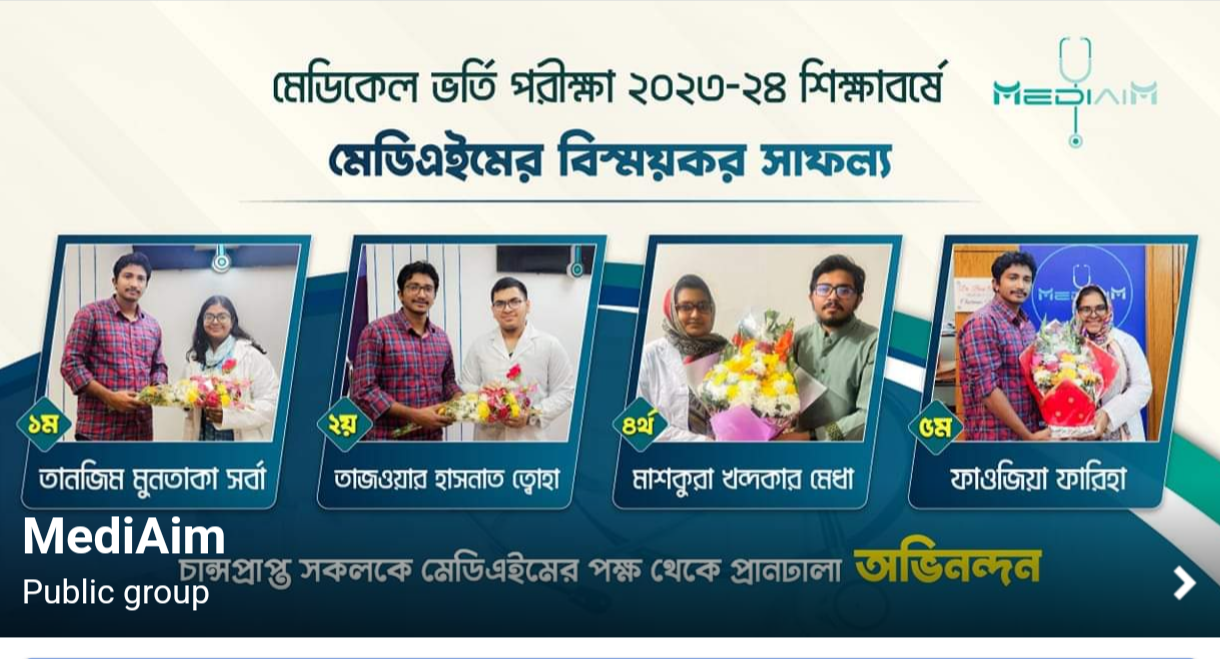 মেডিকেল ভর্তি পরীক্ষা ২০২৩-২৪ শিক্ষাবর্ষে
MEDIAIM
মেডিএইমের বিস্ময়কর সাফল্য
MEDIAIM
১ম
২য়
৪র্থ
৫ম
তানজিম মুনতাকা সর্বা
তাজওয়ার হাসনাত ত্বোহা
মাশকুরা খন্দকার মেধা
ফাওজিয়া ফারিহা
MediAim
চান্সপ্রাপ্ত সকলকে মেডিএইমের পক্ষ থেকে প্রানঢালা অভিনন্দন
Public group